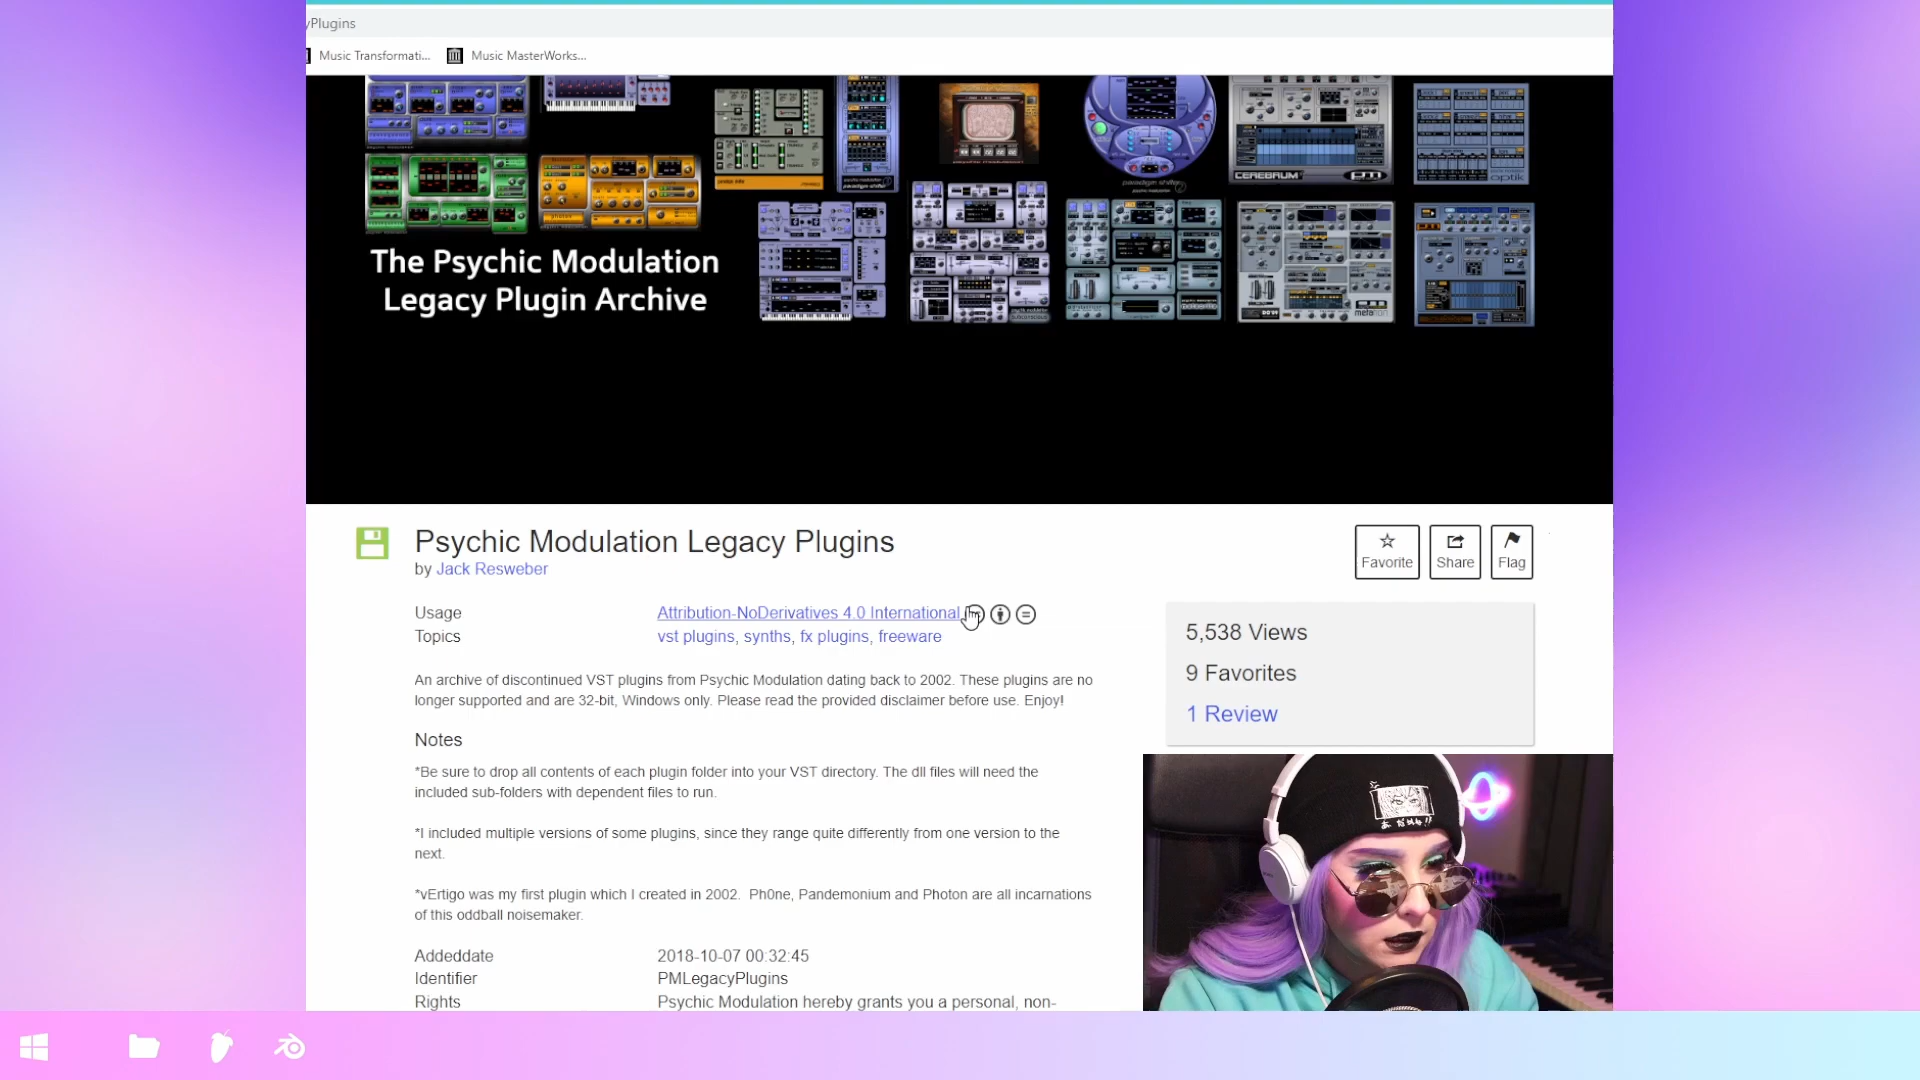 yPlugins
Music Transformati...
Music MasterWorks...
CEREBRUM
optik
paradigm shifter
metatron
The Psychic Modulation
Legacy Plugin Archive
Psychic Modulation Legacy Plugins
by Jack Resweber
Favorite
Share
Flag
Usage
Attribution-NoDerivatives 4.0 International
Topics
vst plugins, synths, fx plugins, freeware
5,538 Views
9 Favorites
1 Review
An archive of discontinued VST plugins from Psychic Modulation dating back to 2002. These plugins are no
longer supported and are 32-bit, Windows only. Please read the provided disclaimer before use. Enjoy!
Notes
*Be sure to drop all contents of each plugin folder into your VST directory. The dll files will need the
included sub-folders with dependent files to run.
*I included multiple versions of some plugins, since they range quite differently from one version to the
next.
*vErtigo was my first plugin which I created in 2002.  Ph0ne, Pandemonium and Photon are all incarnations
of this oddball noisemaker.
Addeddate
2018-10-07 00:32:45
Identifier
PMLegacyPlugins
Rights
Psychic Modulation hereby grants you a personal, non-